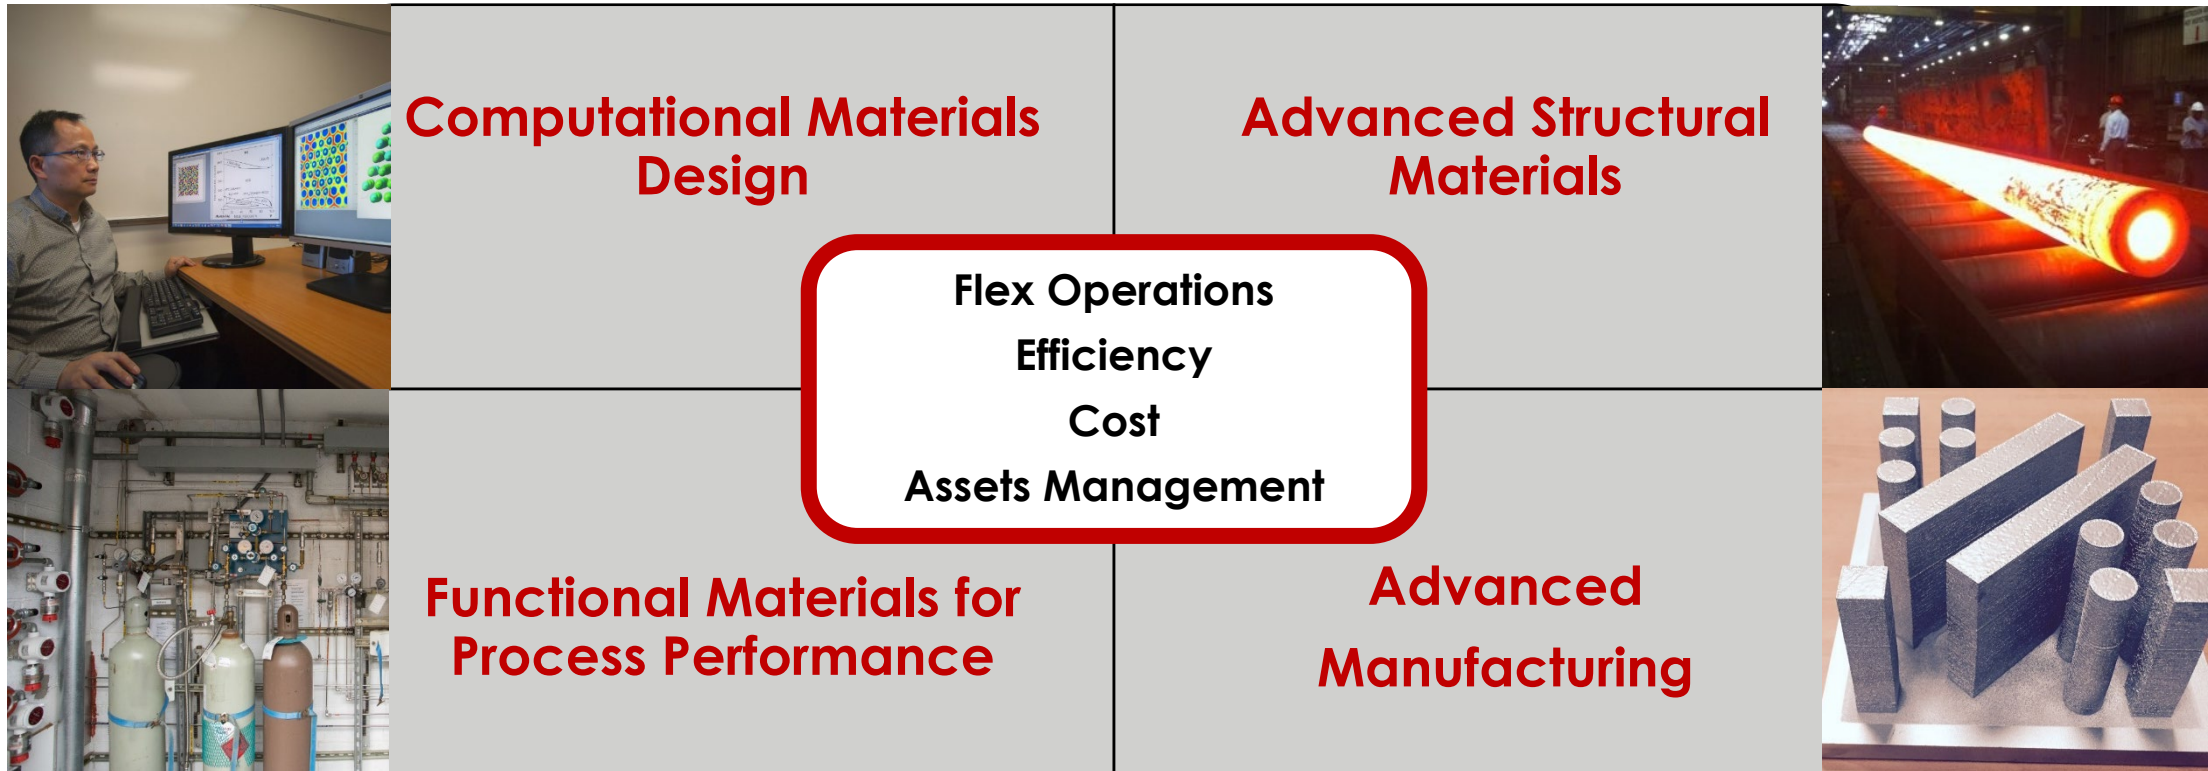 Computational Materials
Design
Advanced Structural
Materials
Flex Operations
Efficiency
Cost
Assets Management
Functional Materials for
Process Performance
Advanced
Manufacturing